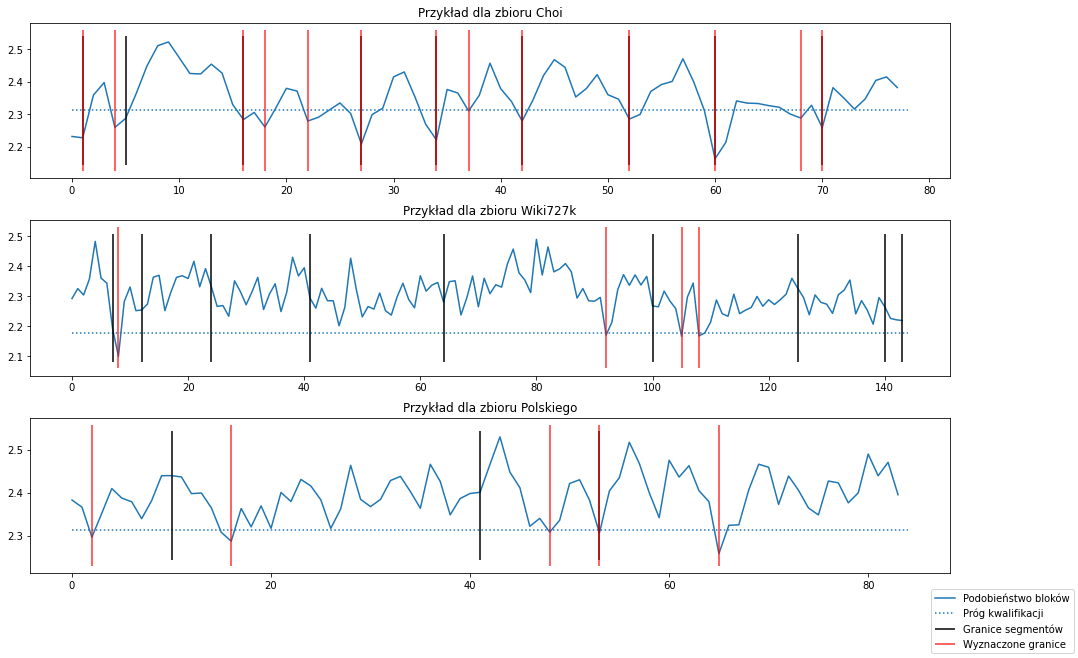 Przykład dla zbioru Choi
2.5
2.4
2.3
2.2
0 10 20 30 40 50 60 70 80
Przykład dla zbioru Wiki727k
2.5
2.4
2.3
2.2
2.1
0 20 40 60 80 100 120 140
Przykład dla zbioru Polskiego
2.5
2.4
2.3
0 20 40 60 80
Podobieństwo bloków
Próg kwalifikacji
Granice segmentów
Wyznaczone granice